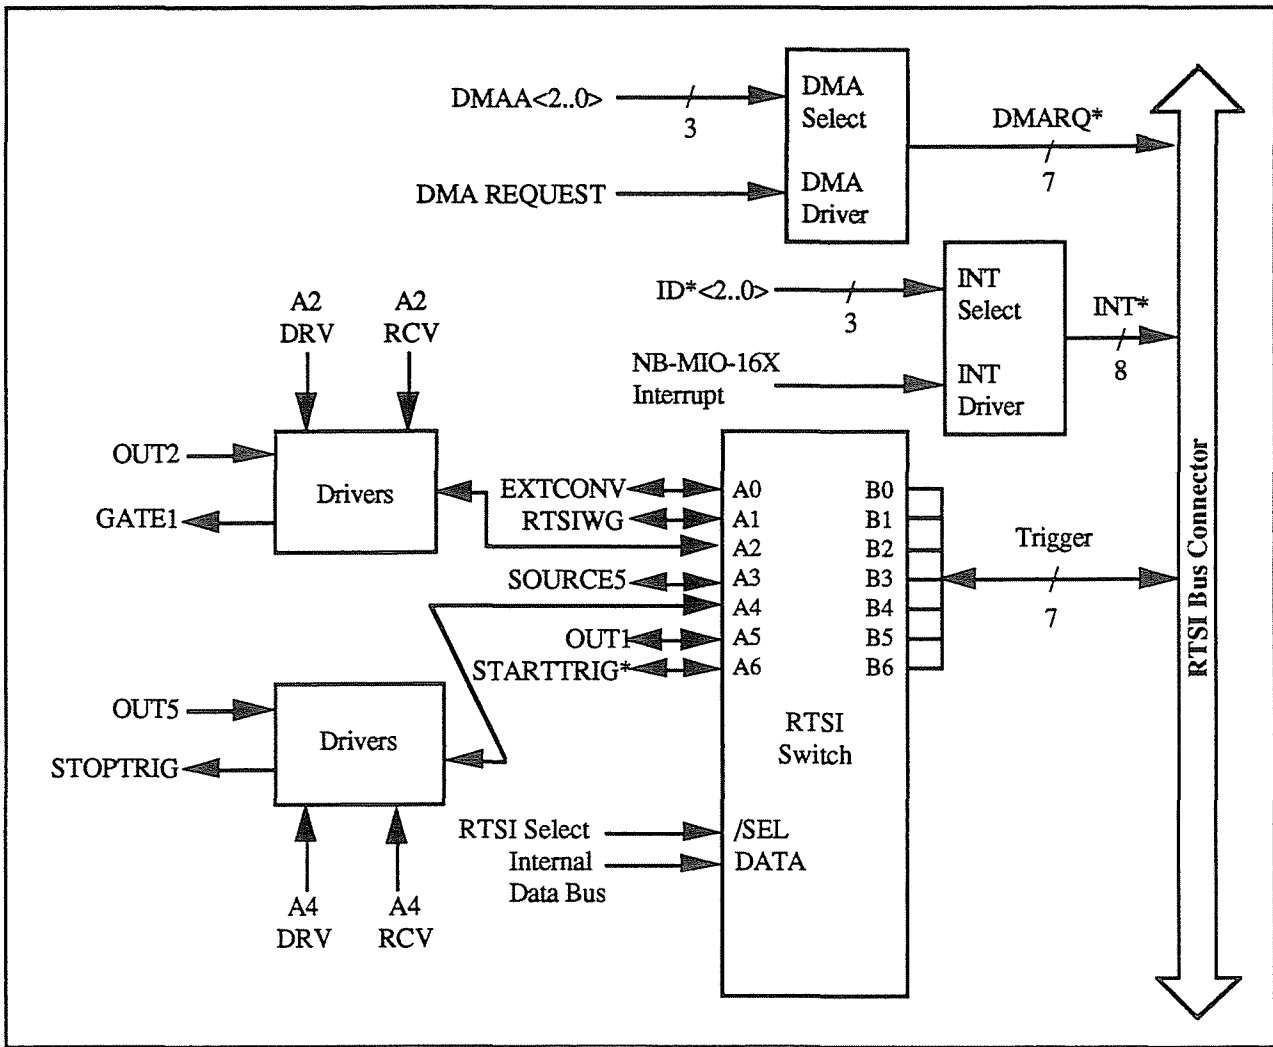 DMAA<2..0>
3
DMA
Select
DMA REQUEST
DMA
Driver
DMARQ*
7
ID*<2..0>
3
INT
Select
NB-MIO-16X
Interrupt
INT
Driver
INT*
8
A2
DRV
A2
RCV
OUT2
GATE1
Drivers
EXTCONV
RTSIWG
SOURCE5
OUT1
STARTTRIG*
A0
A1
A2
A3
A4
A5
A6
B0
B1
B2
B3
B4
B5
B6
Trigger
7
RTSI Bus Connector
RTSI
Switch
OUT5
STOPTRIG
Drivers
A4
DRV
A4
RCV
RTSI Select
/SEL
Internal
Data Bus
DATA